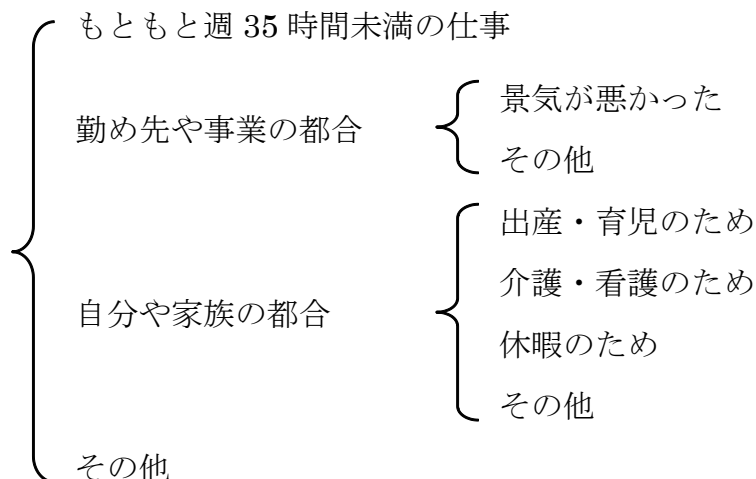 もともと週 35 時間未満の仕事
勤め先や事業の都合
景気が悪かった
その他
自分や家族の都合
出産・育児のため
介護・看護のため
休暇のため
その他
その他